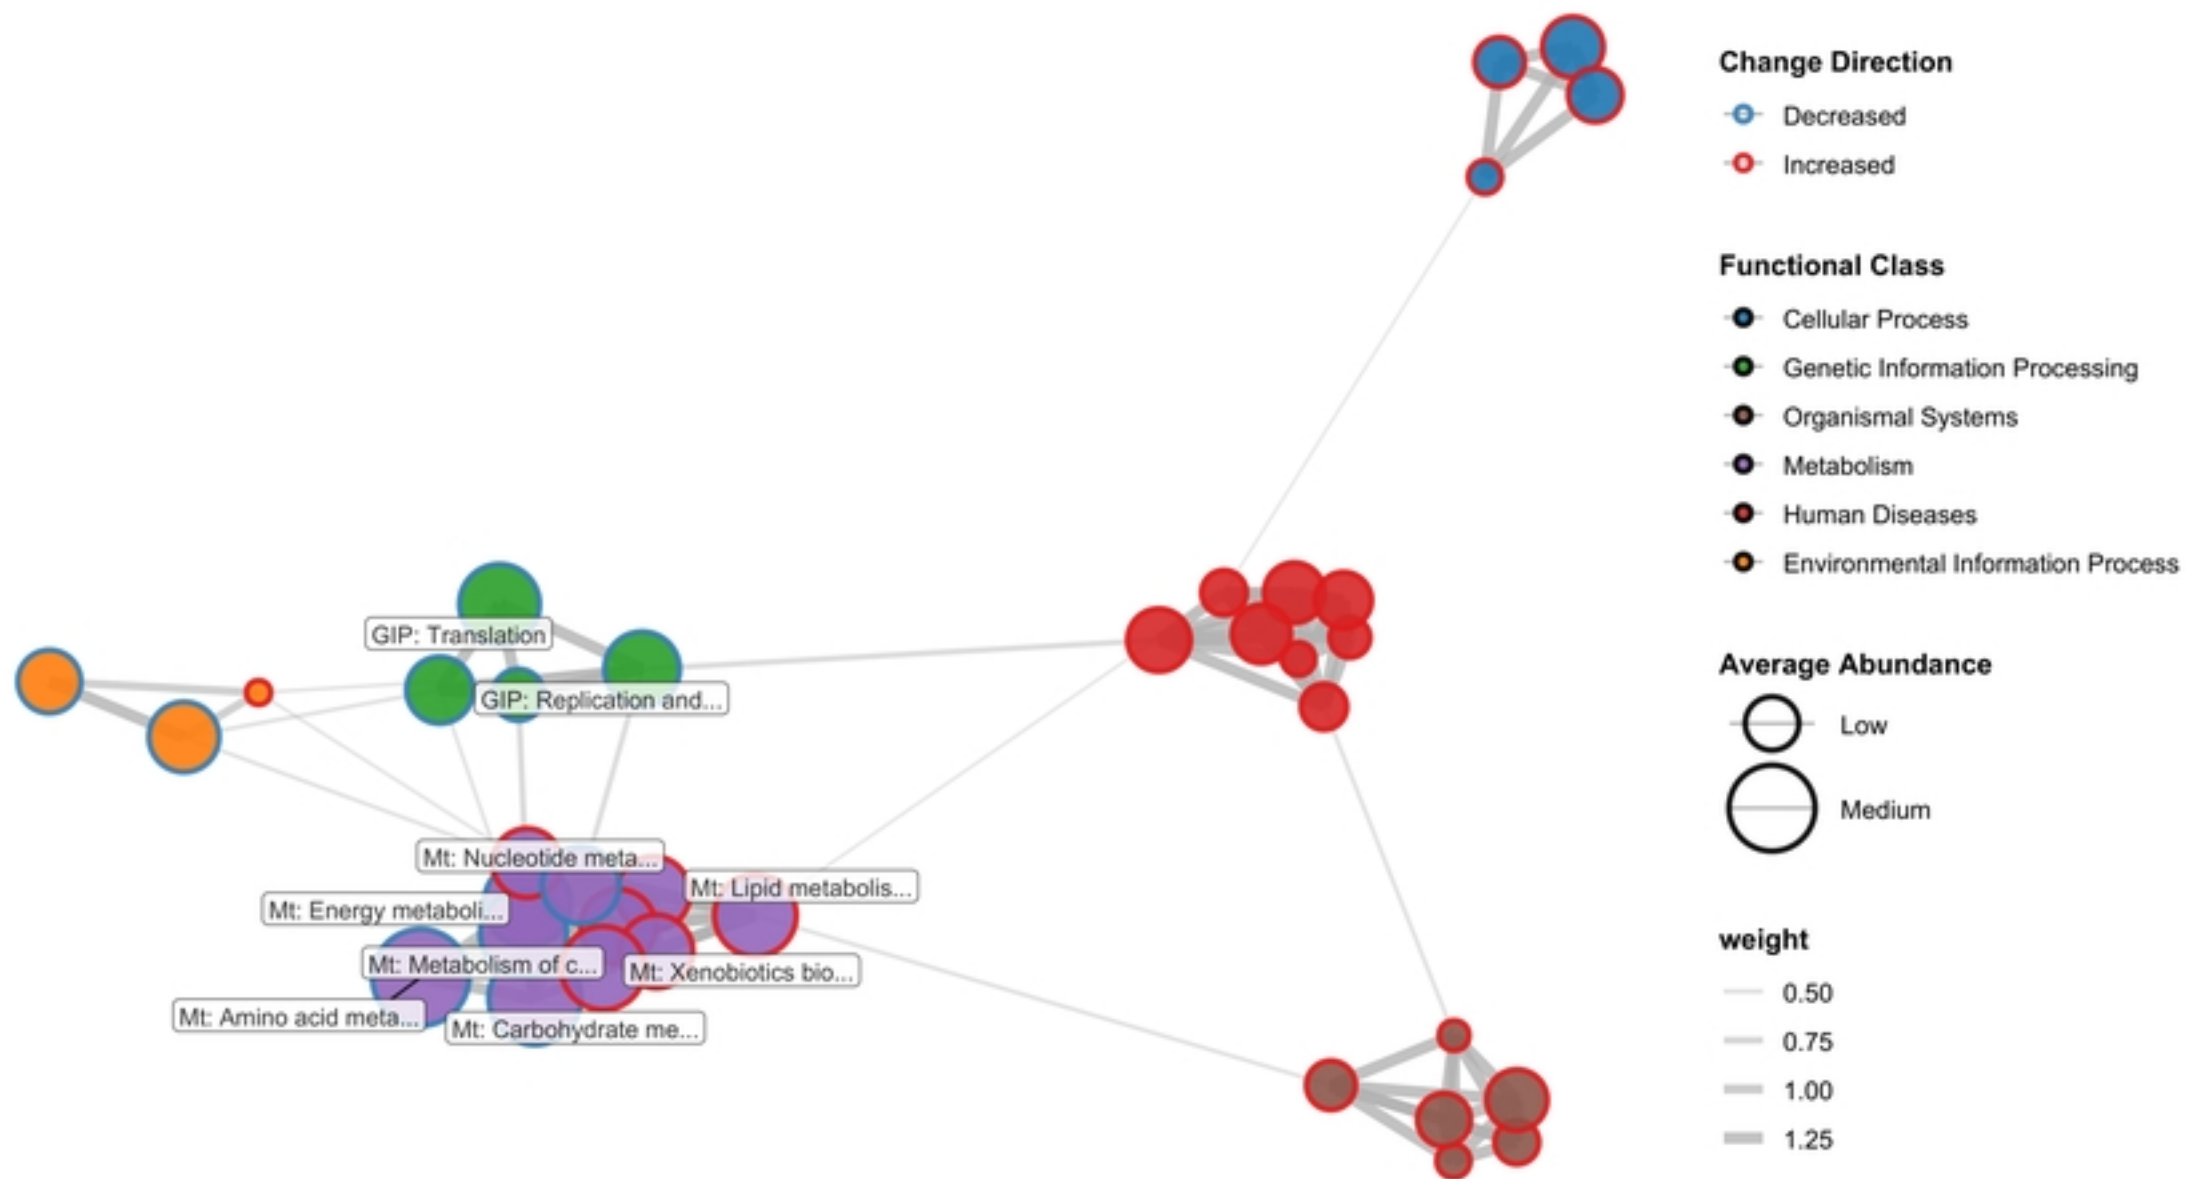 Change Direction
Decreased
Increased
Functional Class
Cellular Process
Genetic Information Processing
Organismal Systems
Metabolism
Human Diseases
Environmental Information Process
Average Abundance
Low
Medium
weight
0.50
0.75
1.00
1.25
GIP: Translation
GIP: Replication and...
Mt: Nucleotide meta...
Mt: Lipid metabolis...
Mt: Energy metaboli...
Mt: Metabolism of c...
Mt: Xenobiotics bio...
Mt: Amino acid meta...
Mt: Carbohydrate me...